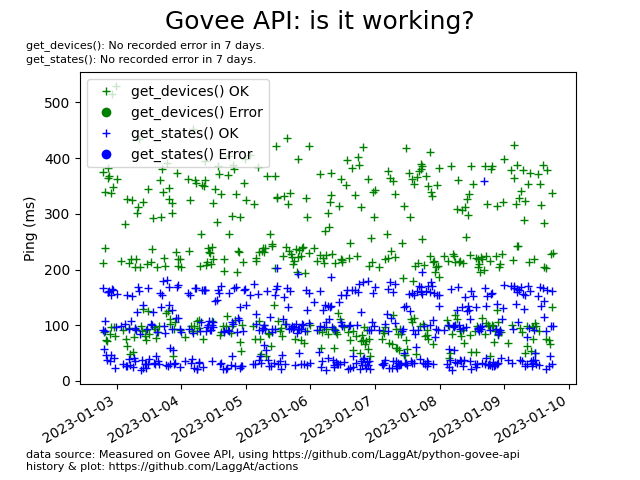 Govee API: is it working?
get_devices(): No recorded error in 7 days.
get_states(): No recorded error in 7 days.
get_devices() OK
get_devices() Error
get_states() OK
get_states() Error
Ping (ms)
500
400
300
200
100
0
2023-01-03
2023-01-04
2023-01-05
2023-01-06
2023-01-07
2023-01-08
2023-01-09
2023-01-10
data source: Measured on Govee API, using https://github.com/LaggAt/python-govee-api
history & plot: https://github.com/LaggAt/actions